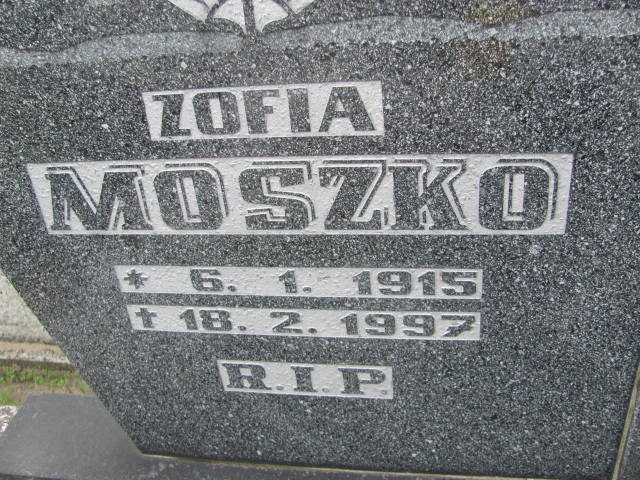 ZOFIA
MOSZKO
* 6. 1. 1915
† 18. 2. 1997
R.I.P.